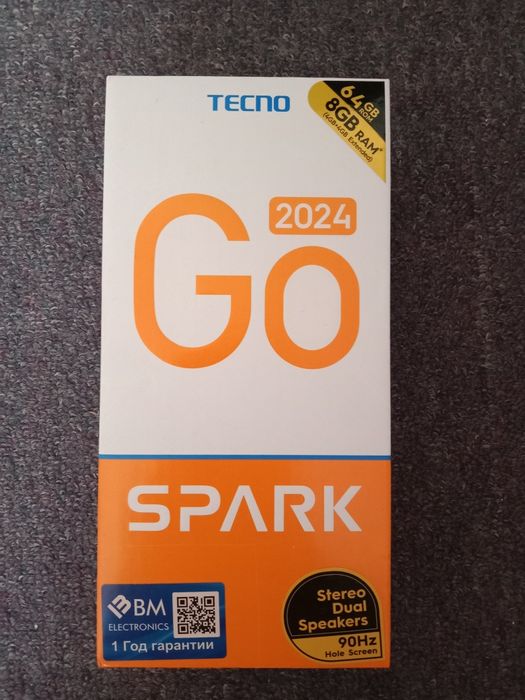 TECNO
64GB
ROM
8GB RAM*
(4GB+4GB Extended)
2024
Go
SPARK
BM
ELECTRONICS
1 Год гарантии
Stereo
Dual
Speakers
90Hz
Hole Screen